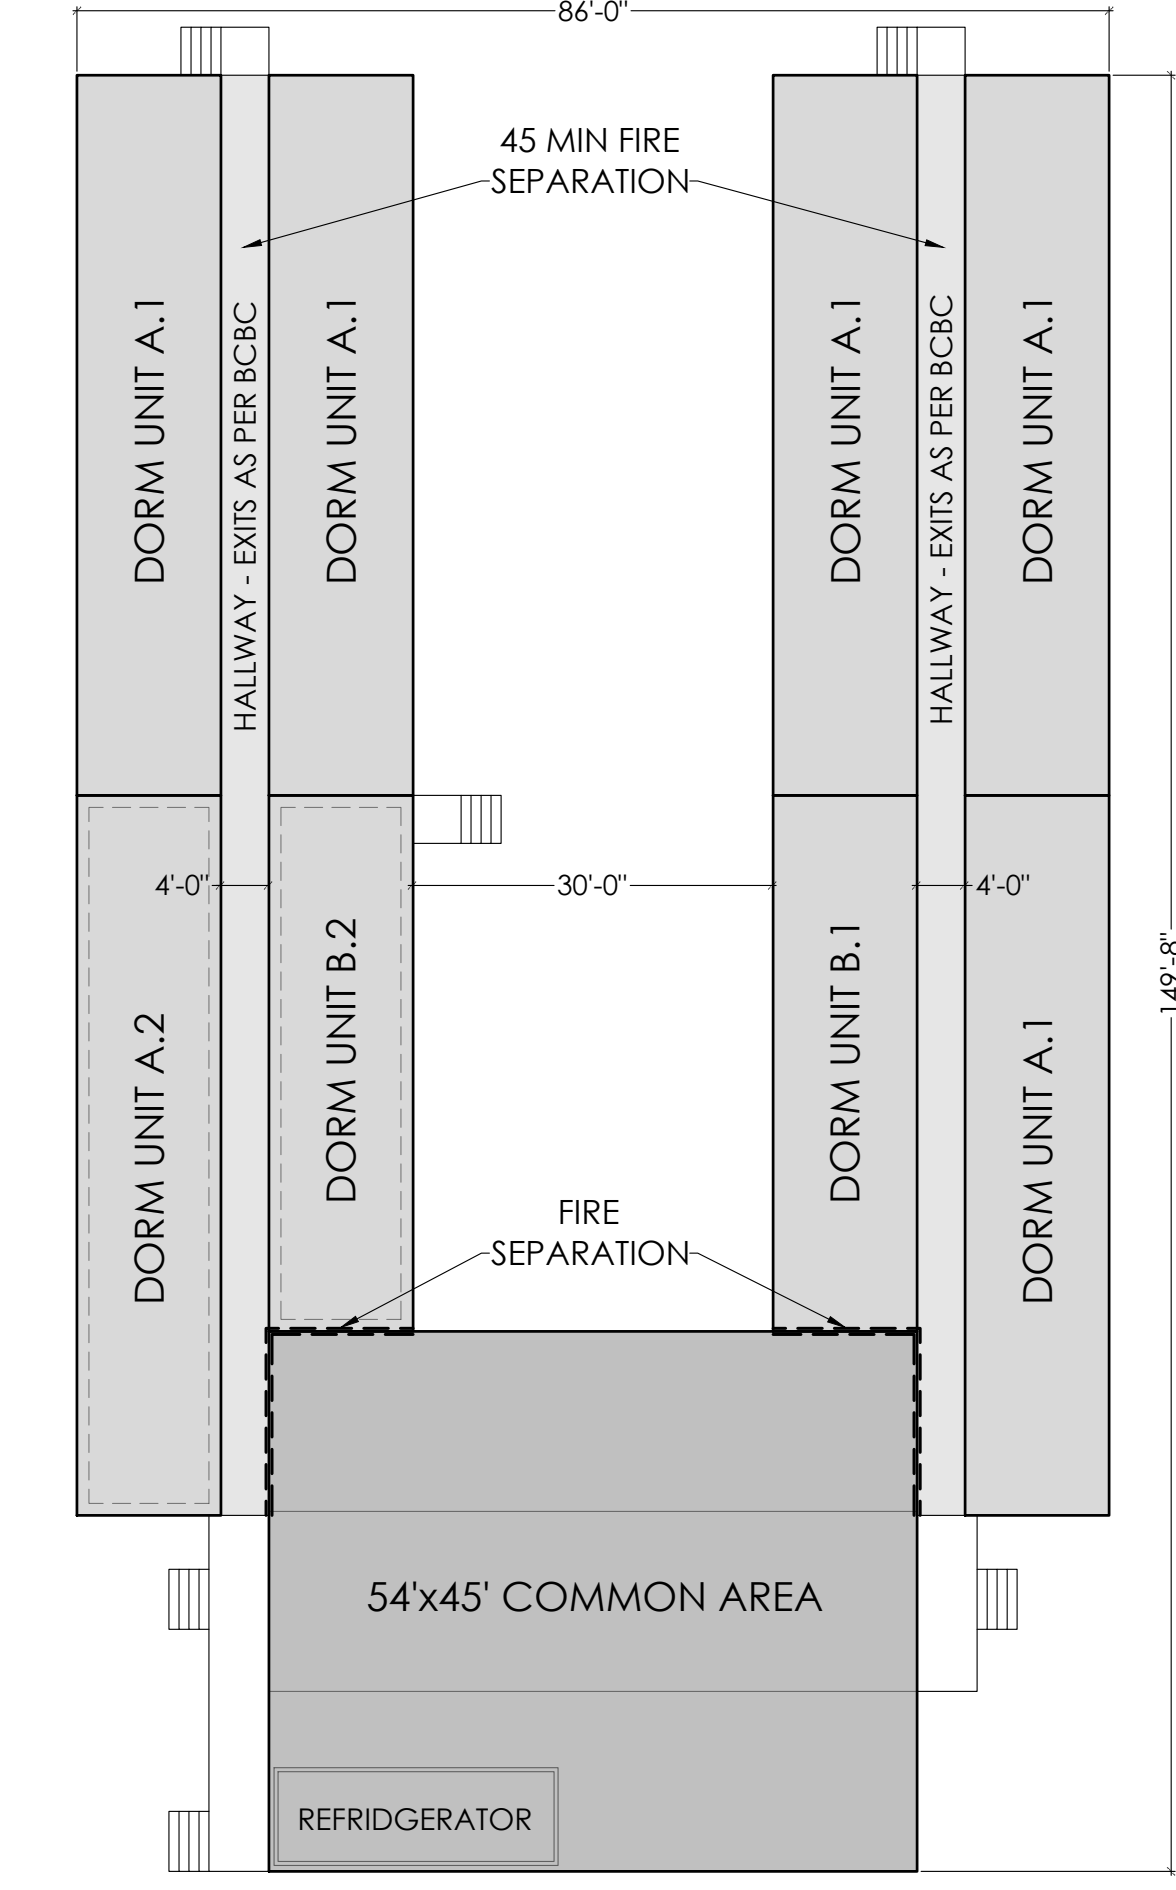 86'-0"
45 MIN FIRE
SEPARATION
DORM UNIT A.1
HALLWAY - EXITS AS PER BCBC
DORM UNIT A.1
DORM UNIT A.1
HALLWAY - EXITS AS PER BCBC
DORM UNIT A.1
4'-0"
30'-0"
4'-0"
149'-8"
DORM UNIT A.2
DORM UNIT B.2
DORM UNIT B.1
DORM UNIT A.1
FIRE
SEPARATION
54'x45' COMMON AREA
REFRIDGERATOR